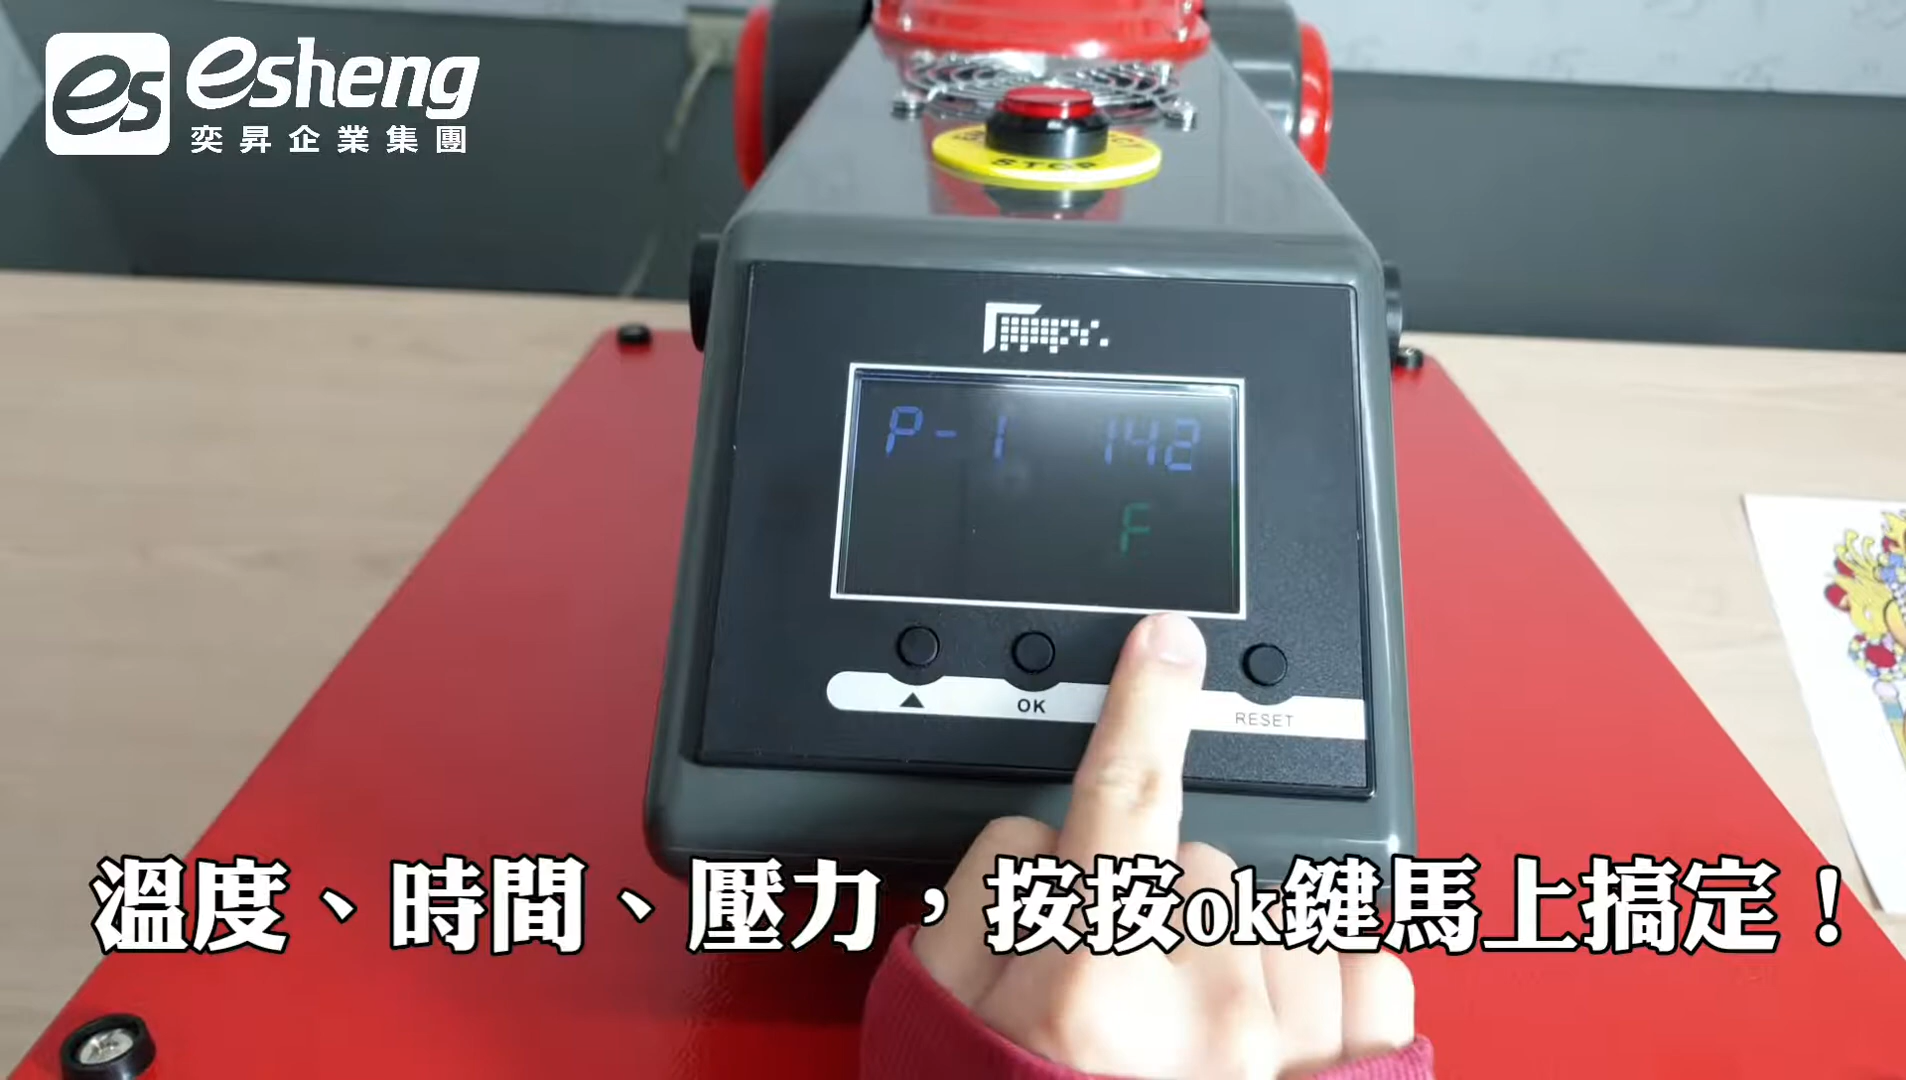 es esheng
奕昇企業集團
STOP
P-1 142
F
▲ OK RESET
溫度、時間、壓力，按按ok鍵馬上搞定！